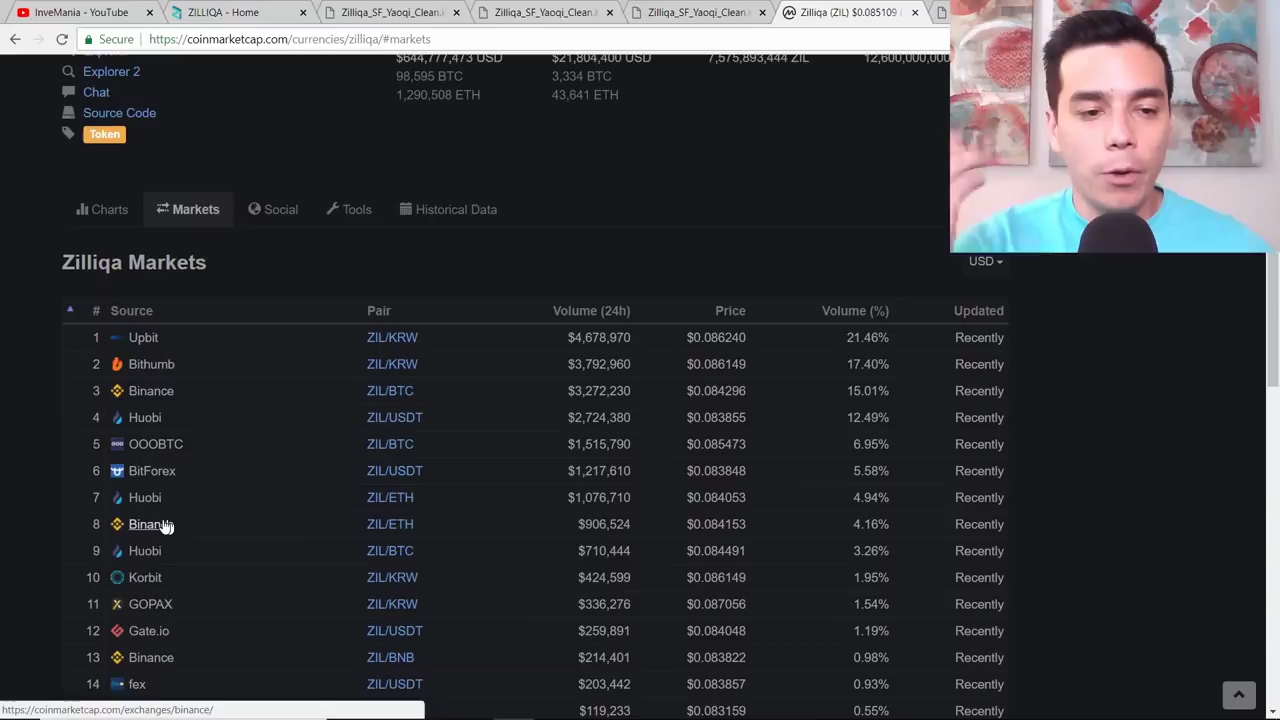 InveMania - YouTube
ZILLIQA - Home
Zilliqa_SF_Yaoqi_Clean.k
Zilliqa_SF_Yaoqi_Clean.k
Zilliqa_SF_Yaoqi_Clean.k
Zilliqa (ZIL) $0.085109
Secure https://coinmarketcap.com/currencies/zilliqa/#markets
$644,777,473 USD $21,804,400 USD 7,575,893,444 ZIL 12,600,000,00
Explorer 2 98,595 BTC 3,334 BTC
Chat 1,290,508 ETH 43,641 ETH
Source Code
Token
Charts Markets Social Tools Historical Data
Zilliqa Markets USD
# Source Pair Volume (24h) Price Volume (%) Updated
1 Upbit ZIL/KRW $4,678,970 $0.086240 21.46% Recently
2 Bithumb ZIL/KRW $3,792,960 $0.086149 17.40% Recently
3 Binance ZIL/BTC $3,272,230 $0.084296 15.01% Recently
4 Huobi ZIL/USDT $2,724,380 $0.083855 12.49% Recently
5 OOOBTC ZIL/BTC $1,515,790 $0.085473 6.95% Recently
6 BitForex ZIL/USDT $1,217,610 $0.083848 5.58% Recently
7 Huobi ZIL/ETH $1,076,710 $0.084053 4.94% Recently
8 Binance ZIL/ETH $906,524 $0.084153 4.16% Recently
9 Huobi ZIL/BTC $710,444 $0.084491 3.26% Recently
10 Korbit ZIL/KRW $424,599 $0.086149 1.95% Recently
11 GOPAX ZIL/KRW $336,276 $0.087056 1.54% Recently
12 Gate.io ZIL/USDT $259,891 $0.084048 1.19% Recently
13 Binance ZIL/BNB $214,401 $0.083822 0.98% Recently
14 fex ZIL/USDT $203,442 $0.083857 0.93% Recently
$119,233 $0.083159 0.55% Recently
https://coinmarketcap.com/exchanges/binance/